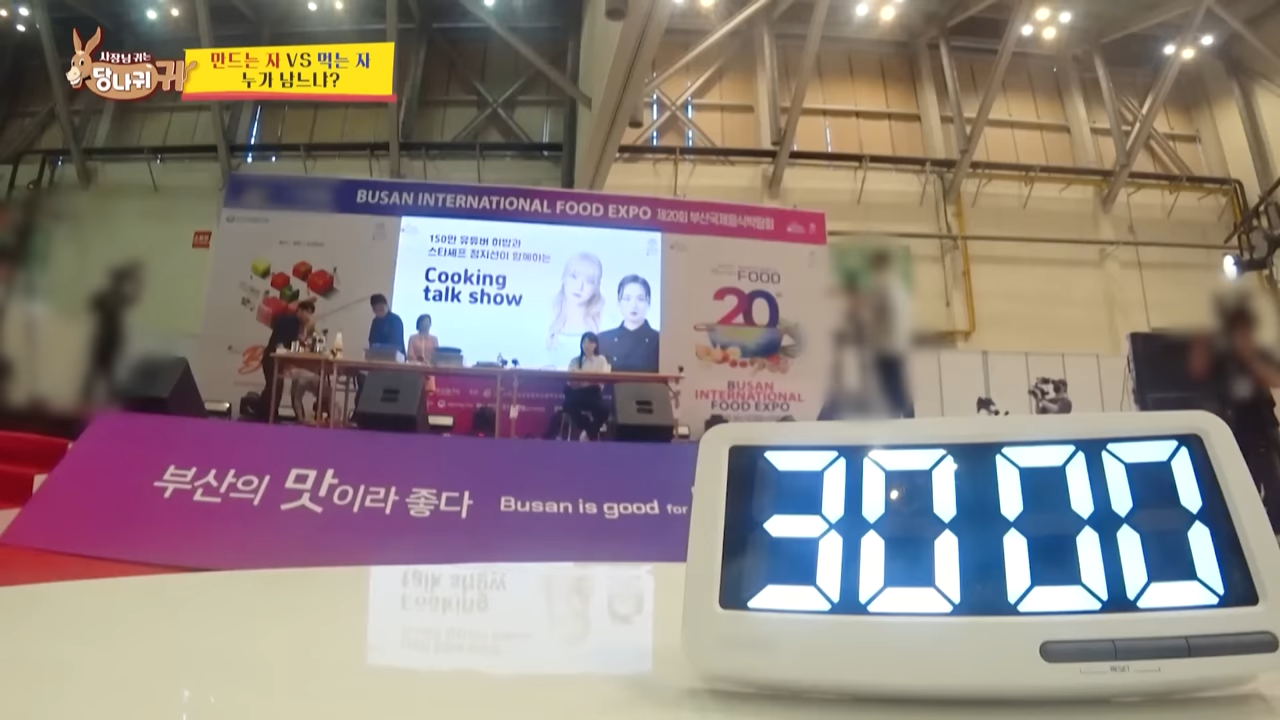 사장님 귀는
당나귀 귀
만드는 자 VS 먹는 자
누가 남느냐?
BUSAN INTERNATIONAL FOOD EXPO 제20회 부산국제음식박람회
150만 유튜버 히밥과
스타셰프 정지선이 함께하는
Cooking
talk show
FOOD
20
BUSAN
INTERNATIONAL
FOOD EXPO
부산의 맛이라 좋다 Busan is good for
30 00
RESET